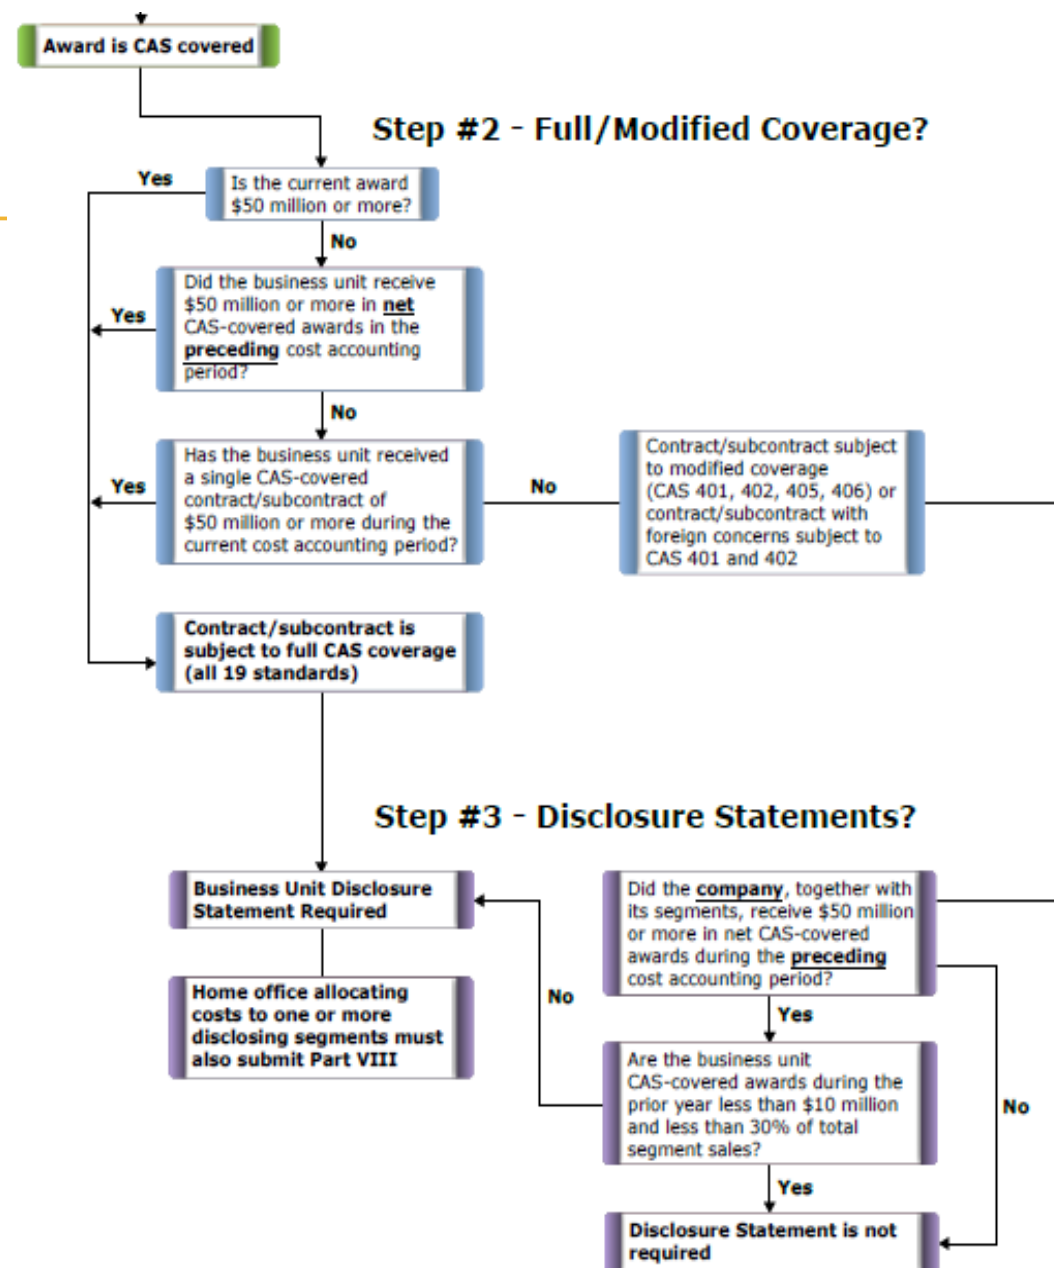 Award is CAS covered
Step #2 - Full/Modified Coverage?
Yes
Is the current award
$50 million or more?
No
Did the business unit receive
$50 million or more in net
CAS-covered awards in the
preceding cost accounting
period?
Yes
No
Has the business unit received
a single CAS-covered
contract/subcontract of
$50 million or more during the
current cost accounting period?
Yes
No
Contract/subcontract subject
to modified coverage
(CAS 401, 402, 405, 406) or
contract/subcontract with
foreign concerns subject to
CAS 401 and 402
Contract/subcontract is
subject to full CAS coverage
(all 19 standards)
Step #3 - Disclosure Statements?
Business Unit Disclosure
Statement Required
Home office allocating
costs to one or more
disclosing segments must
also submit Part VIII
Did the company, together with
its segments, receive $50 million
or more in net CAS-covered
awards during the preceding
cost accounting period?
No
Yes
Are the business unit
CAS-covered awards during the
prior year less than $10 million
and less than 30% of total
segment sales?
No
Yes
Disclosure Statement is not
required